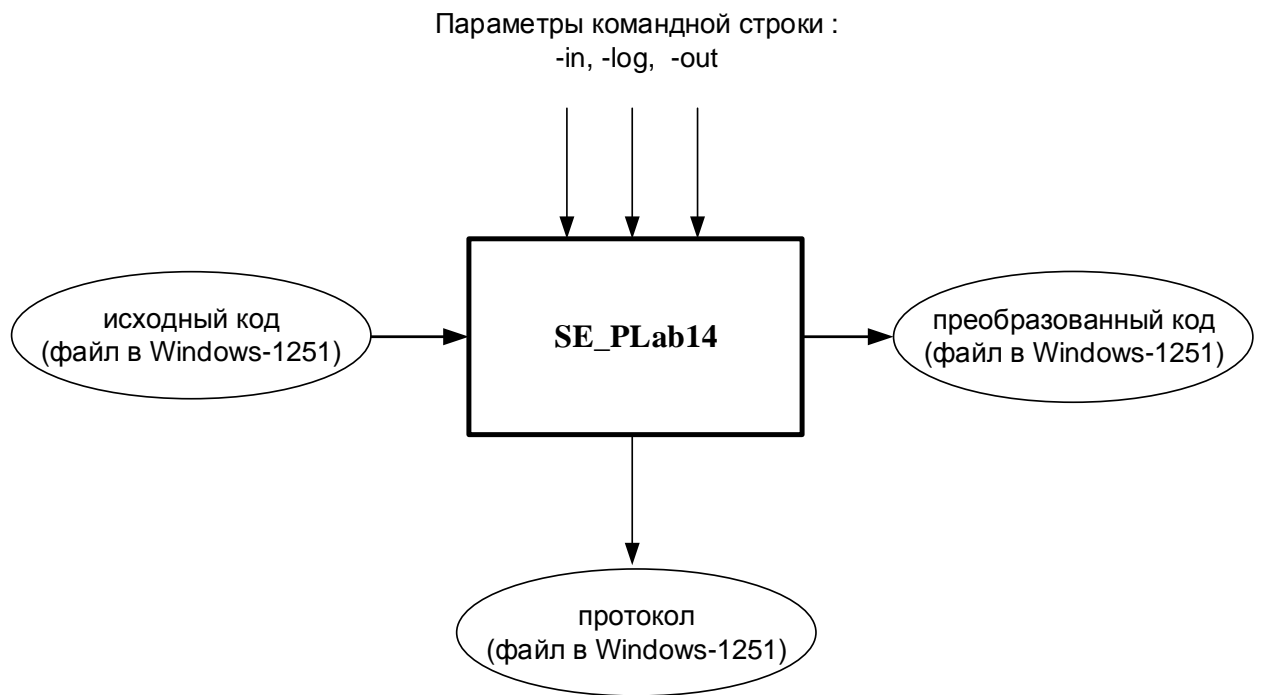 Параметры командной строки :
-in, -log, -out
исходный код
(файл в Windows-1251)
SE_PLab14
преобразованный код
(файл в Windows-1251)
протокол
(файл в Windows-1251)